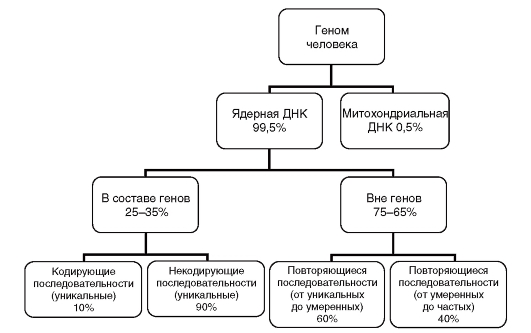 Геном
человека
Ядерная ДНК
99,5%
Митохондриальная
ДНК 0,5%
В составе генов
25–35%
Вне генов
75–65%
Кодирующие
последовательности
(уникальные)
10%
Некодирующие
последовательности
(уникальные)
90%
Повторяющиеся
последовательности
(от уникальных
до умеренных)
60%
Повторяющиеся
последовательности
(от умеренных
до частых)
40%